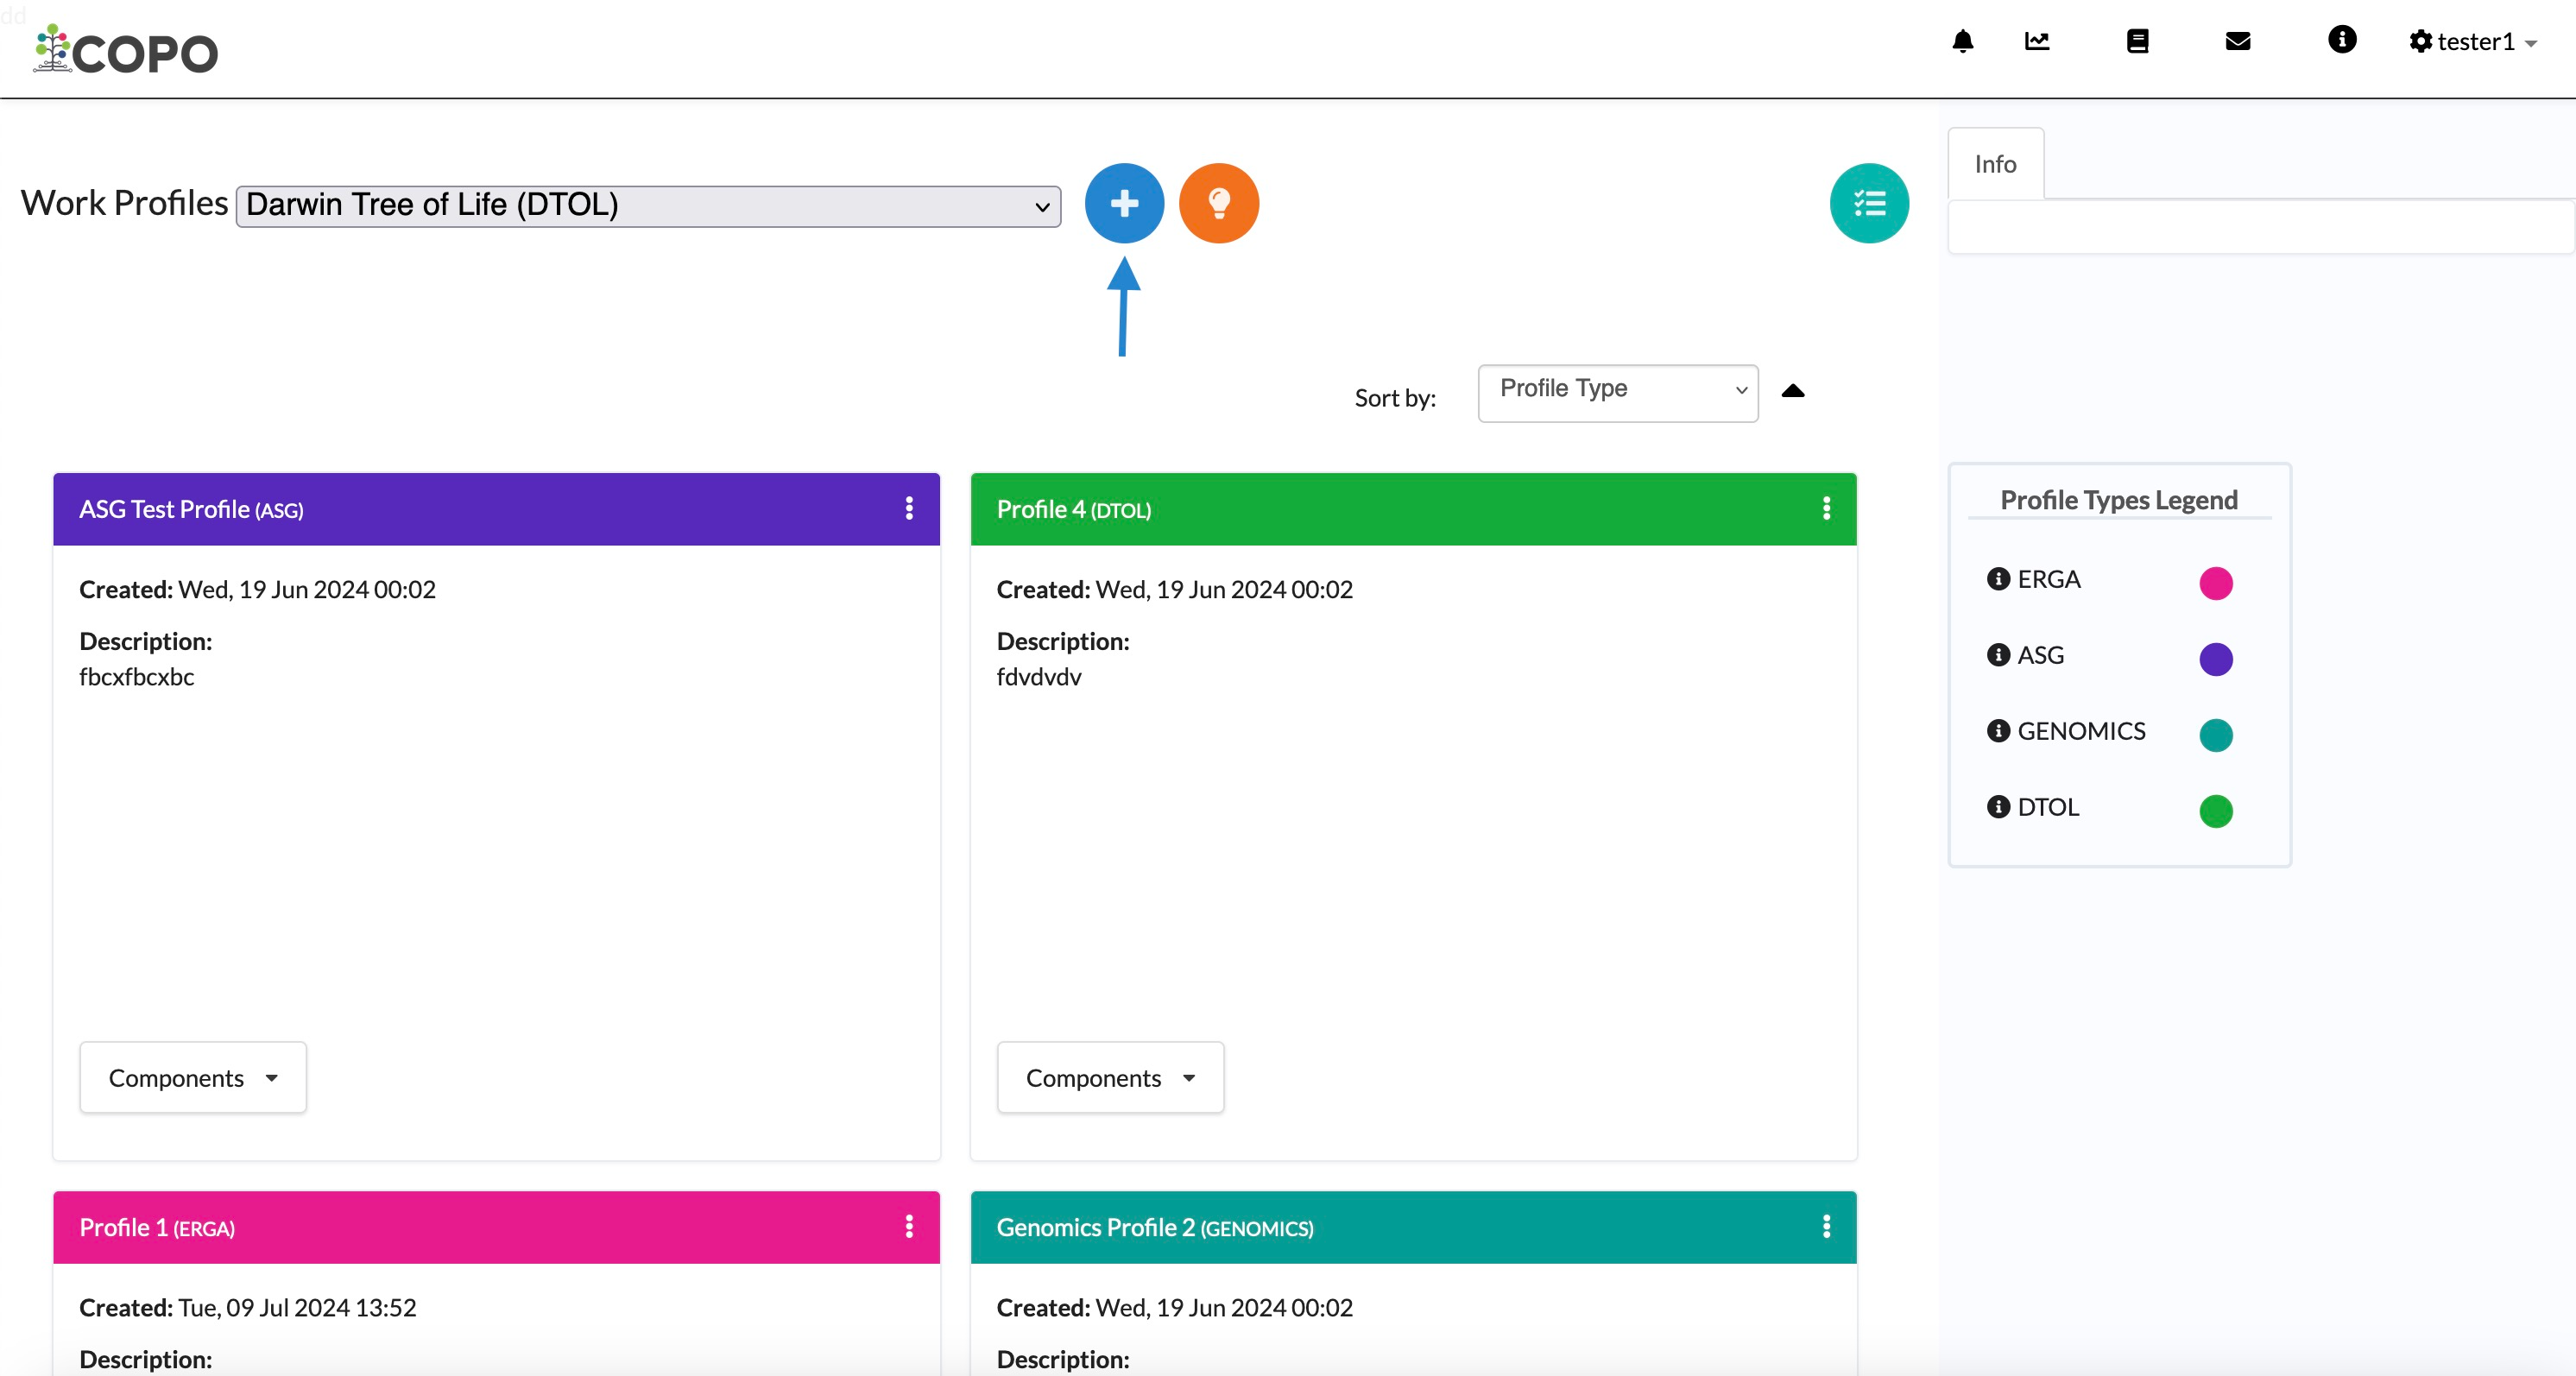 dd
COPO
tester1
Work Profiles
Darwin Tree of Life (DTOL)
Info
Sort by:
Profile Type
ASG Test Profile (ASG)
Created: Wed, 19 Jun 2024 00:02
Description:
fbcxfbcxbc
Components
Profile 4 (DTOL)
Created: Wed, 19 Jun 2024 00:02
Description:
fdvdvdv
Components
Profile Types Legend
ERGA
ASG
GENOMICS
DTOL
Profile 1 (ERGA)
Created: Tue, 09 Jul 2024 13:52
Description:
Genomics Profile 2 (GENOMICS)
Created: Wed, 19 Jun 2024 00:02
Description: